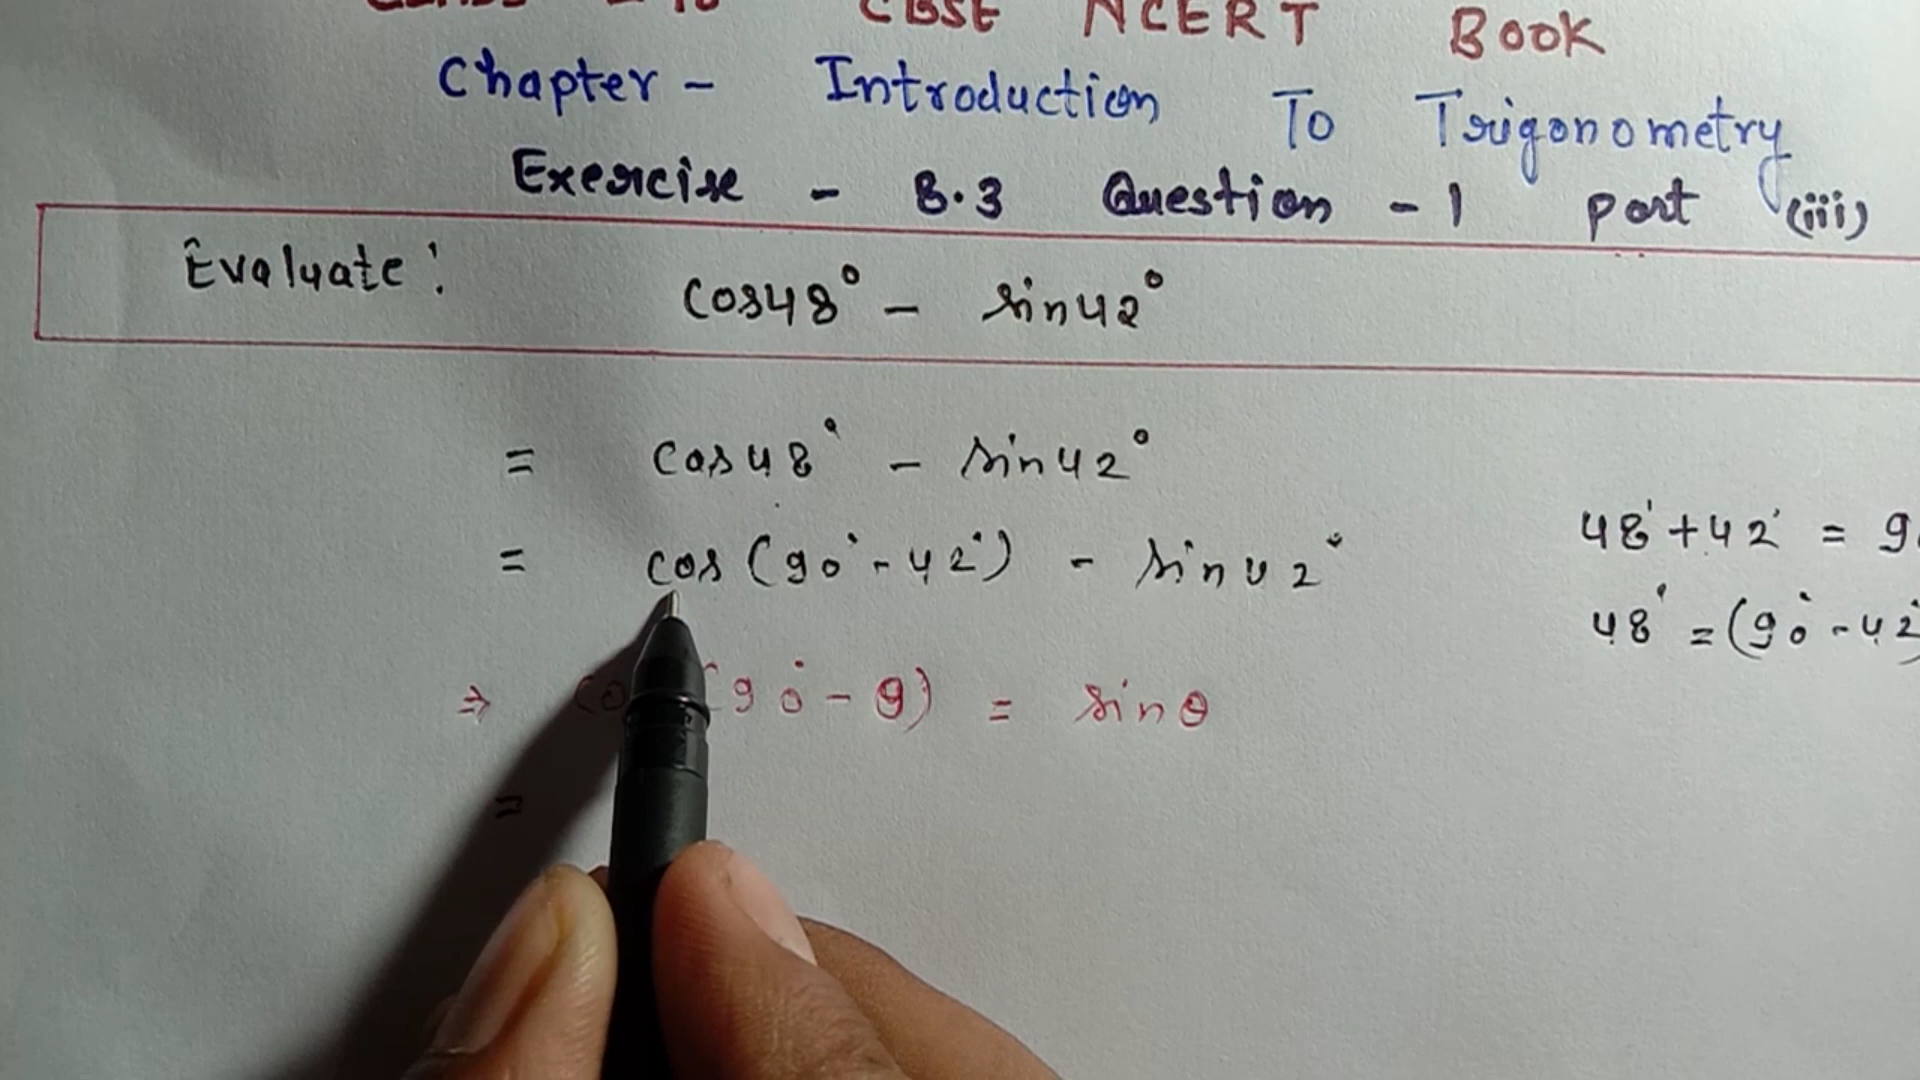 CBSE NCERT Book
Chapter - Introduction To Trigonometry
Exercise - 8.3 Question - 1 part (iii)
Evaluate : cos48° - sin42°
= cos48° - sin42°
= cos(90° - 42°) - sin42°
48° + 42° = 9
48° = (90° - 42°)
⇒ (90° - θ) = sinθ
=